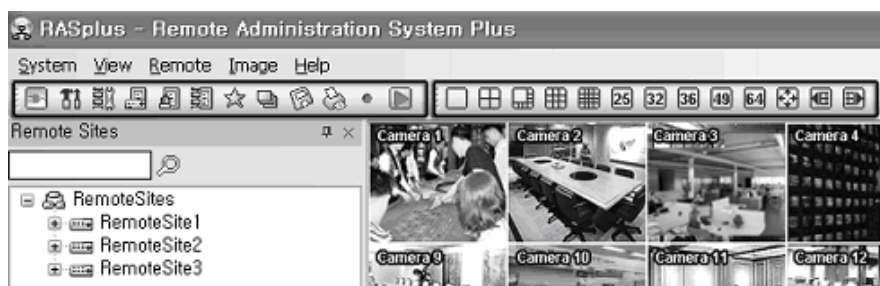 RASplus - Remote Administration System Plus
System View Remote Image Help
25 32 36 49 64
Remote Sites
Camera 1 Camera 2 Camera 3 Camera 4
RemoteSites
RemoteSite1
RemoteSite2
RemoteSite3
Camera 9 Camera 10 Camera 11 Camera 12